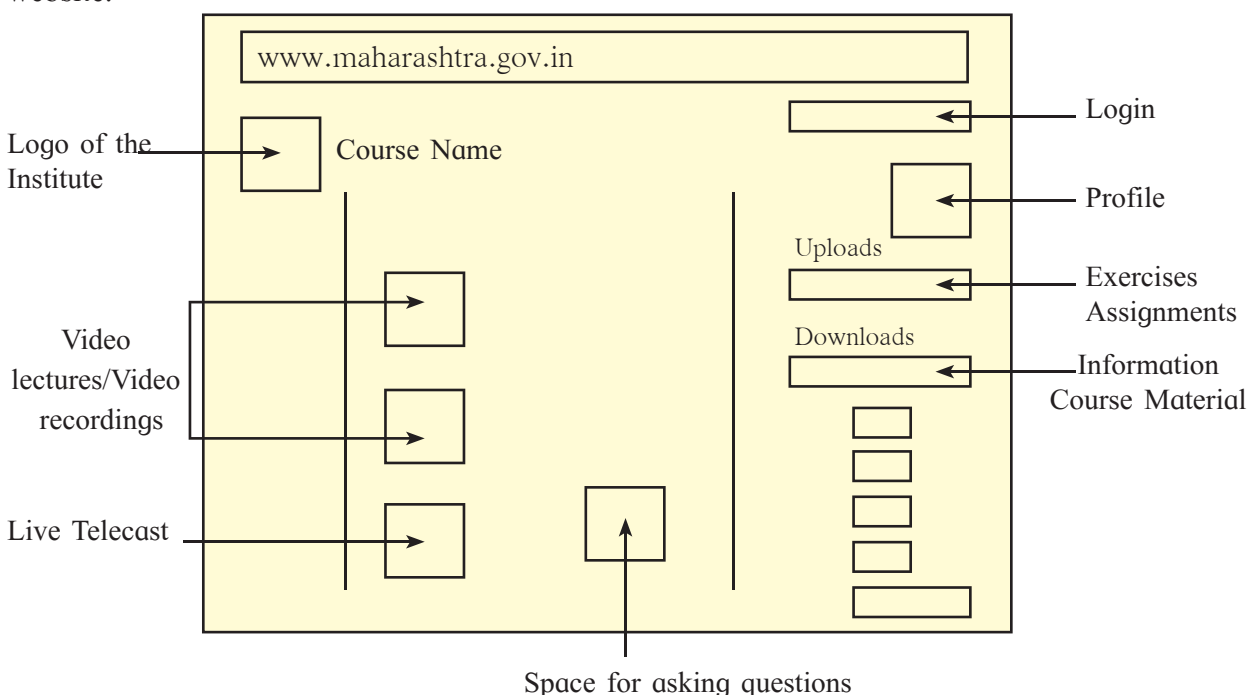 website.
www.maharashtra.gov.in
Login
Logo of the
Institute
Course Name
Profile
Uploads
Exercises
Assignments
Downloads
Information
Course Material
Video
lectures/Video
recordings
Live Telecast
Space for asking questions